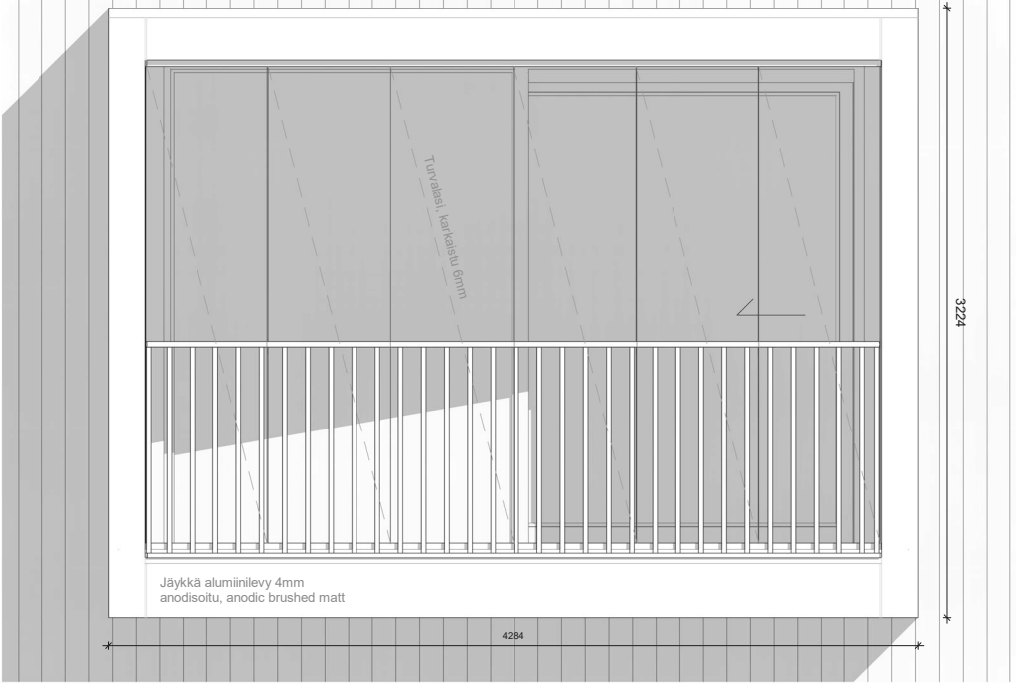 Turvalasi, karkaistu 6mm
3224
Jäykkä alumiinilevy 4mm
anodisoitu, anodic brushed matt
4284